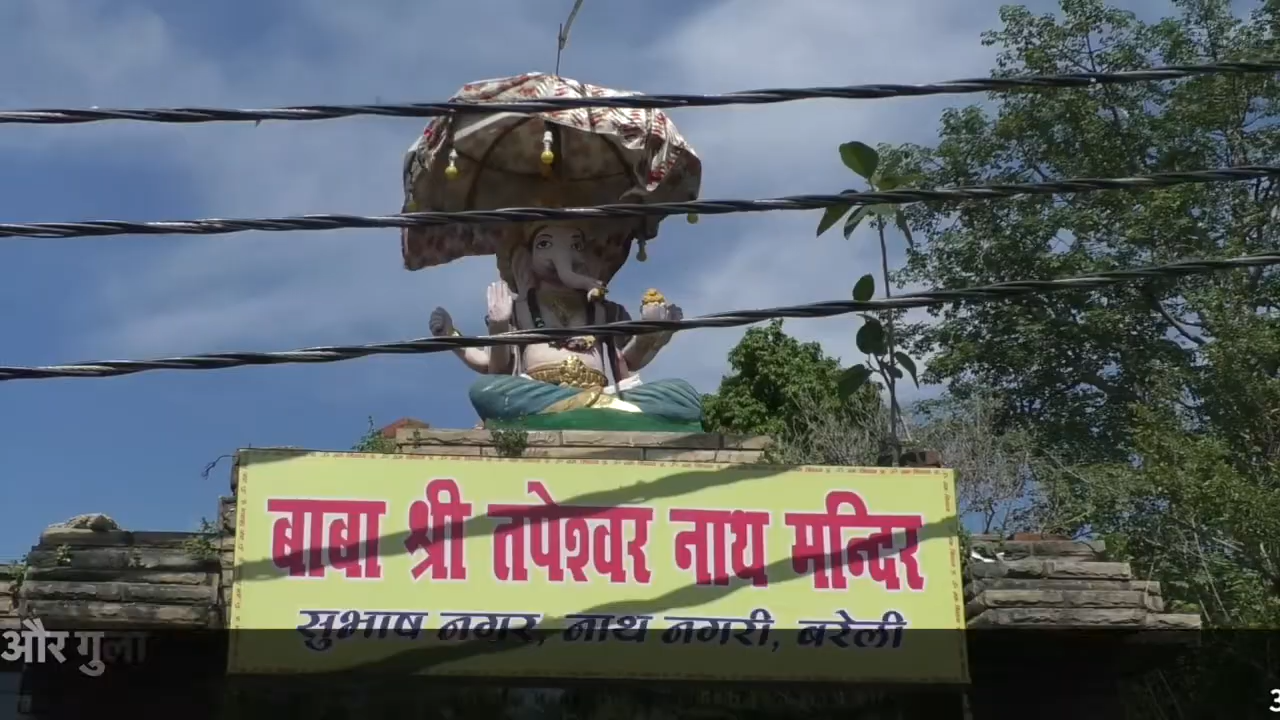 बाबा श्री तपेश्वर नाथ मन्दिर
सुभाष नगर, नाथ नगरी, बरेली
और गुला